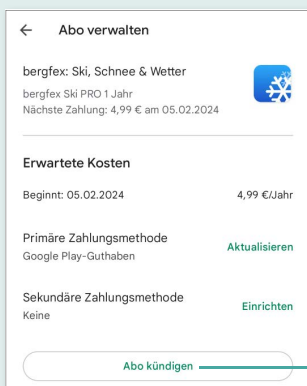 Abo verwalten
bergfex: Ski, Schnee & Wetter
bergfex Ski PRO 1 Jahr
Nächste Zahlung: 4,99 € am 05.02.2024
Erwartete Kosten
Beginnt: 05.02.2024 4,99 €/Jahr
Primäre Zahlungsmethode
Google Play-Guthaben
Aktualisieren
Sekundäre Zahlungsmethode
Keine
Einrichten
Abo kündigen